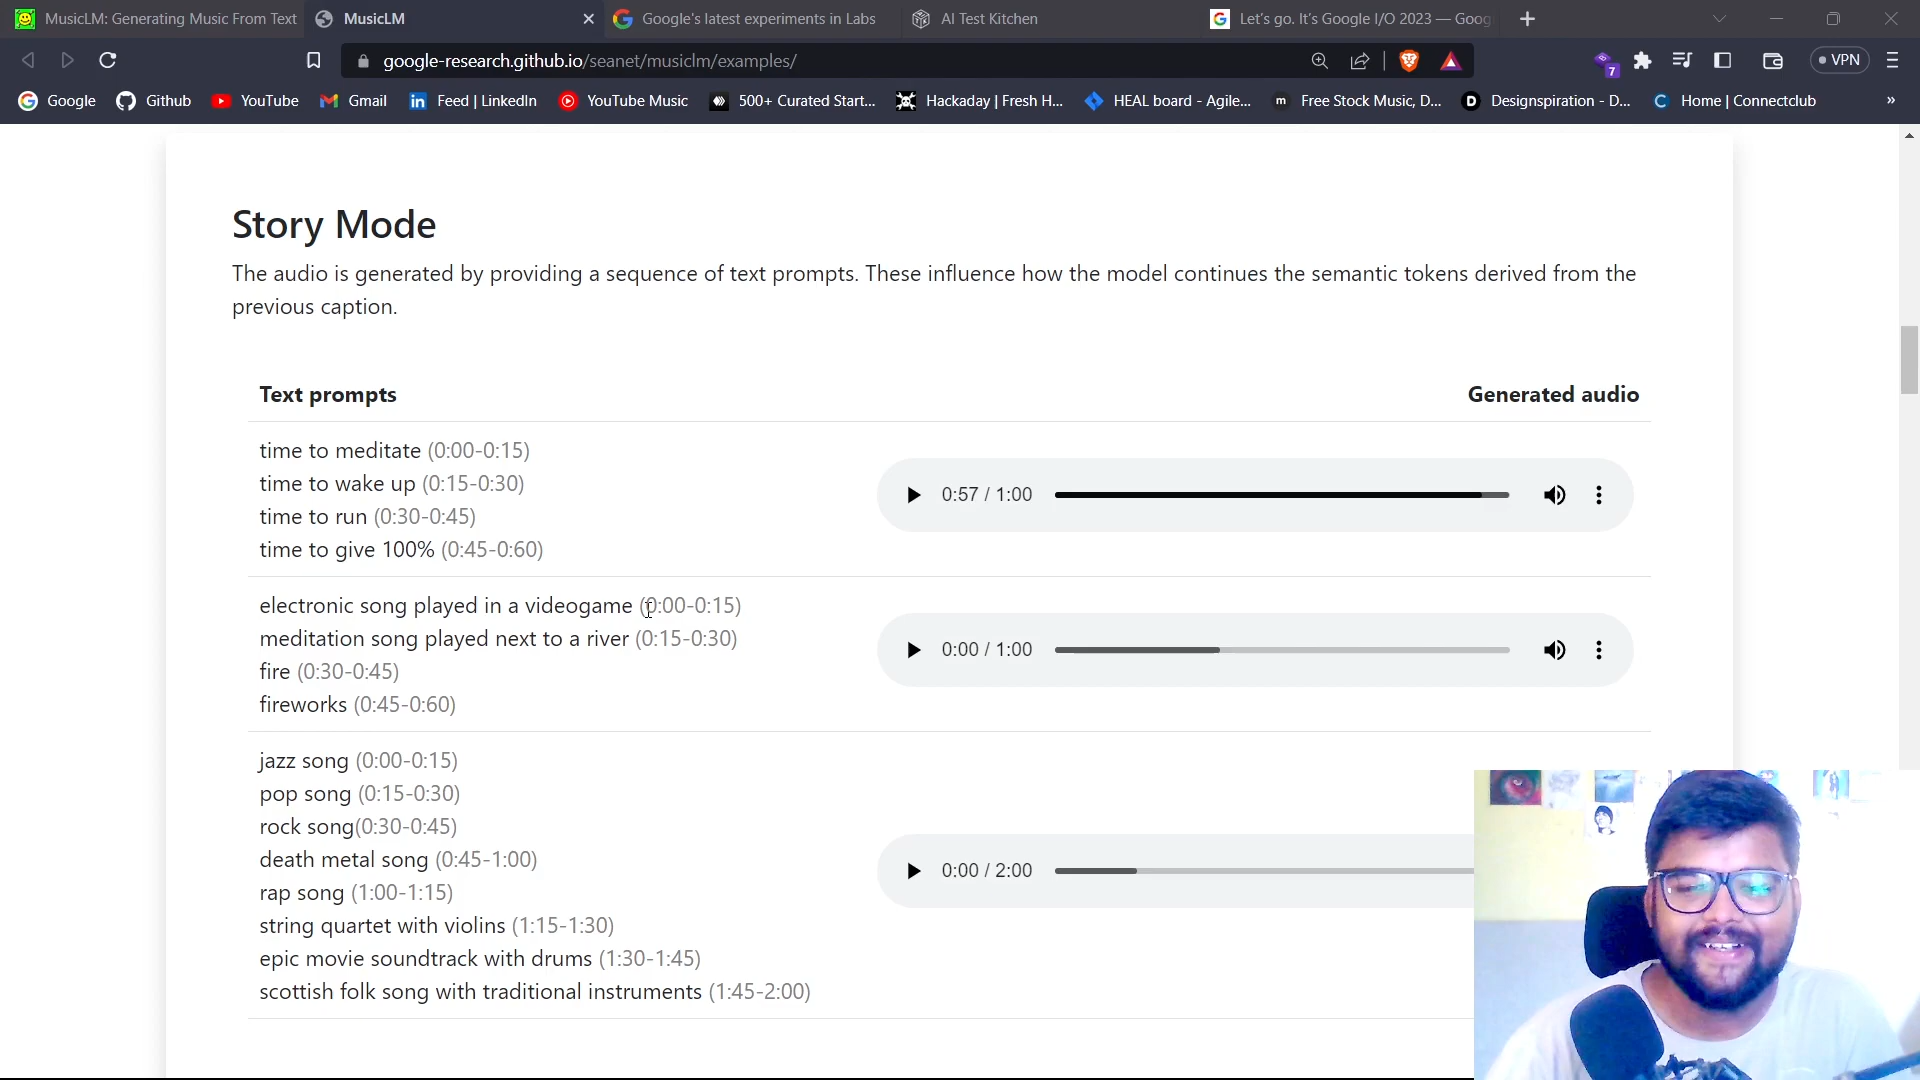 MusicLM: Generating Music From Text
MusicLM
Google's latest experiments in Labs
AI Test Kitchen
Let's go. It's Google I/O 2023 — Goog
google-research.github.io/seanet/musiclm/examples/
7
VPN
Google
Github
YouTube
Gmail
Feed | LinkedIn
YouTube Music
500+ Curated Start...
Hackaday | Fresh H...
HEAL board - Agile...
Free Stock Music, D...
Designspiration - D...
Home | Connectclub
»
Story Mode
The audio is generated by providing a sequence of text prompts. These influence how the model continues the semantic tokens derived from the
previous caption.
Text prompts
Generated audio
time to meditate (0:00-0:15)
time to wake up (0:15-0:30)
time to run (0:30-0:45)
time to give 100% (0:45-0:60)
0:57 / 1:00
electronic song played in a videogame (0:00-0:15)
meditation song played next to a river (0:15-0:30)
fire (0:30-0:45)
fireworks (0:45-0:60)
0:00 / 1:00
jazz song (0:00-0:15)
pop song (0:15-0:30)
rock song(0:30-0:45)
death metal song (0:45-1:00)
rap song (1:00-1:15)
string quartet with violins (1:15-1:30)
epic movie soundtrack with drums (1:30-1:45)
scottish folk song with traditional instruments (1:45-2:00)
0:00 / 2:00